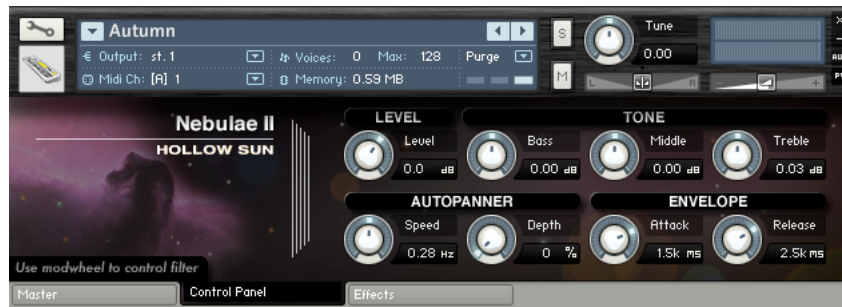 Autumn
S
Tune
0.00
Output: st.1
Voices: 0 Max: 128
Purge
Midi Ch: [A] 1
Memory: 0.59 MB
M
L
R
-
+
AU
PV
Nebulae II
HOLLOW SUN
LEVEL
TONE
Level
Bass
Middle
Treble
0.0 dB
0.00 dB
0.00 dB
0.03 dB
AUTOPANNER
ENVELOPE
Speed
Depth
Attack
Release
0.28 Hz
0 %
1.5k ms
2.5k ms
Use modwheel to control filter
Master
Control Panel
Effects